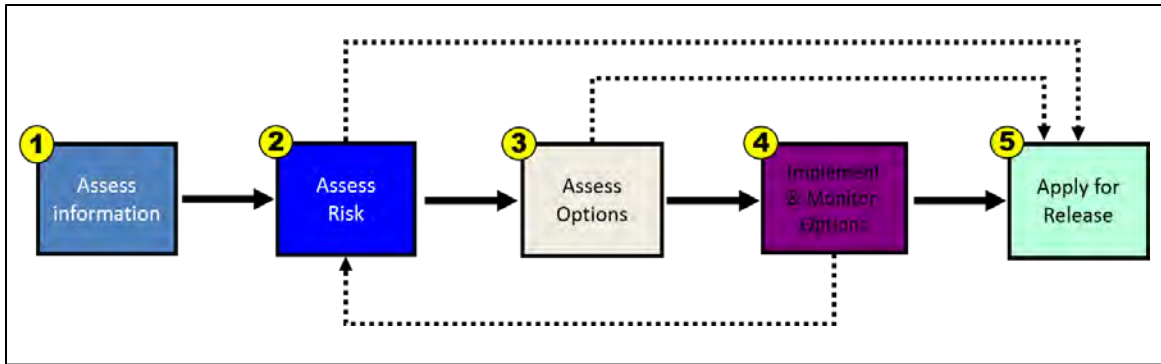 1
Assess
information
2
Assess
Risk
3
Assess
Options
4
Implement
& Monitor
Options
5
Apply for
Release